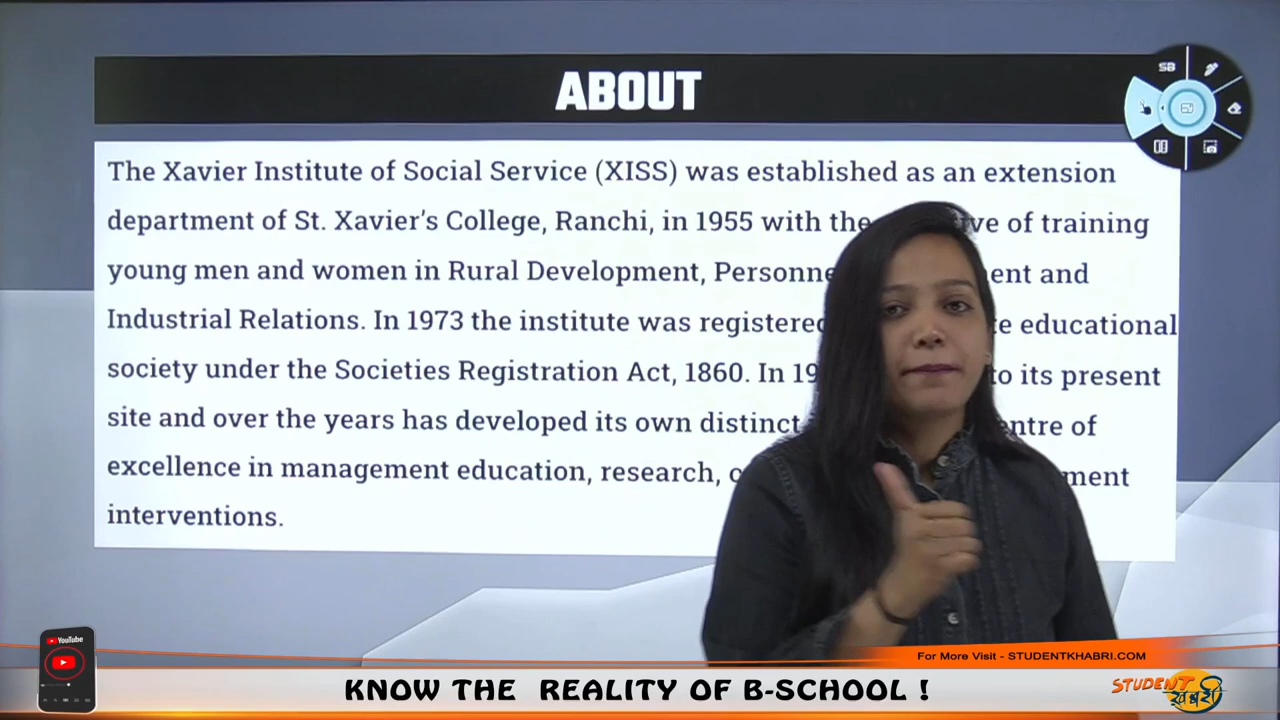 ABOUT
SB
The Xavier Institute of Social Service (XISS) was established as an extension
department of St. Xavier's College, Ranchi, in 1955 with the ive of training
young men and women in Rural Development, Personne ent and
Industrial Relations. In 1973 the institute was registered e educational
society under the Societies Registration Act, 1860. In 19 to its present
site and over the years has developed its own distinct entre of
excellence in management education, research, ment
interventions.
YouTube
For More Visit - STUDENTKHABRI.COM
KNOW THE REALITY OF B-SCHOOL !
STUDENT
खबरी